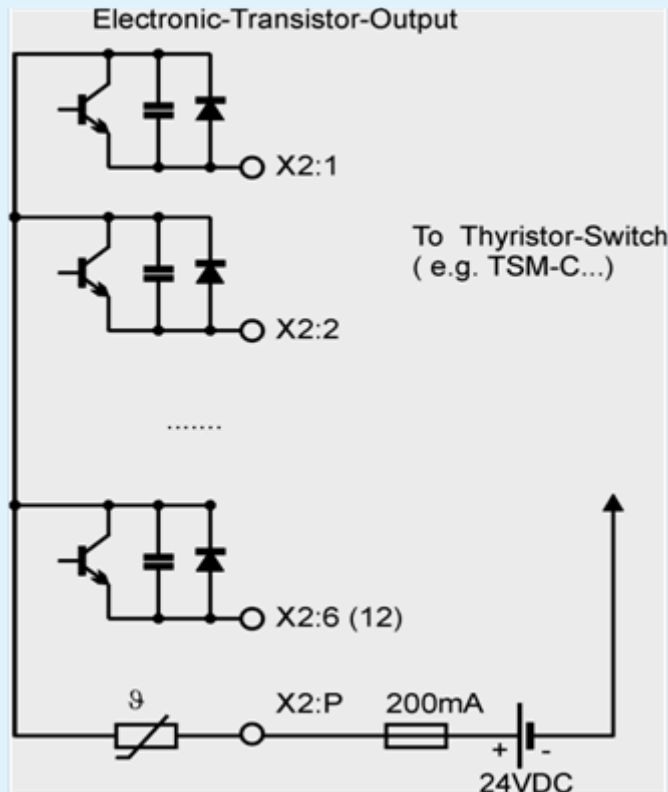 Electronic-Transistor-Output
X2:1
To Thyristor-Switch
( e.g. TSM-C...)
X2:2
.......
X2:6 (12)
ϑ
X2:P
200mA
+
-
24VDC